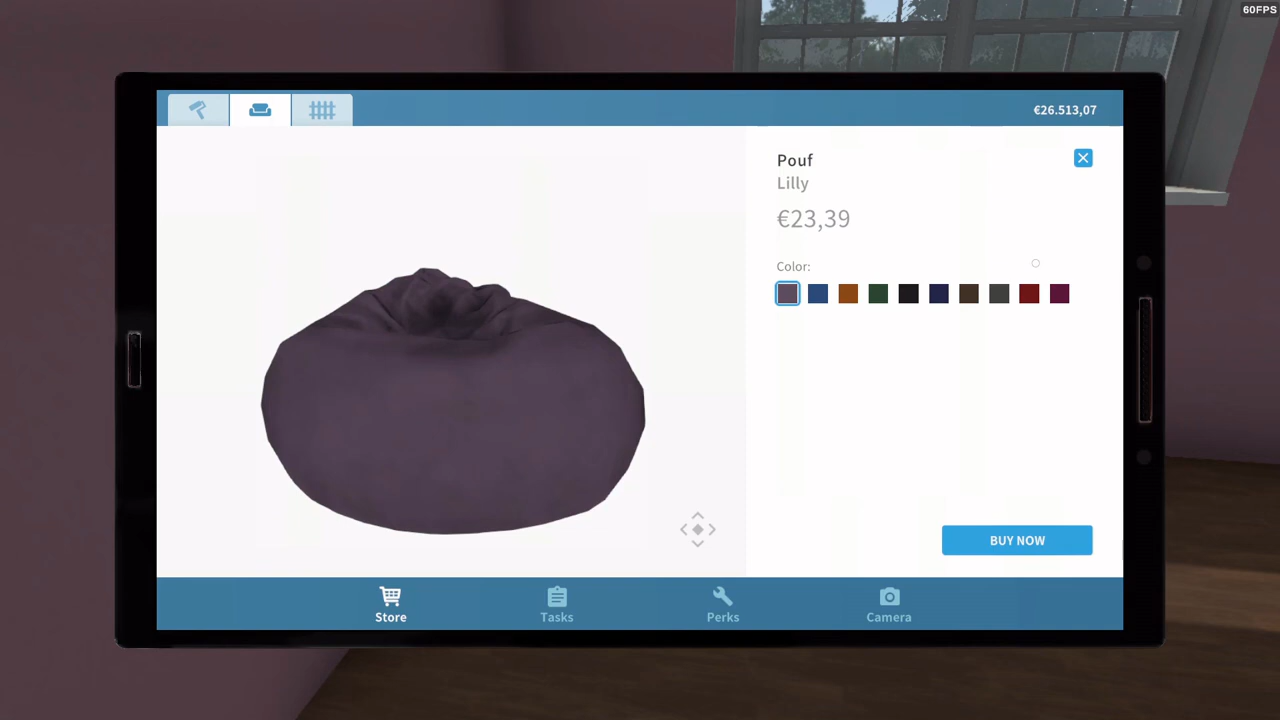 60FPS
€26.513,07
Pouf
Lilly
€23,39
Color:
BUY NOW
Store
Tasks
Perks
Camera